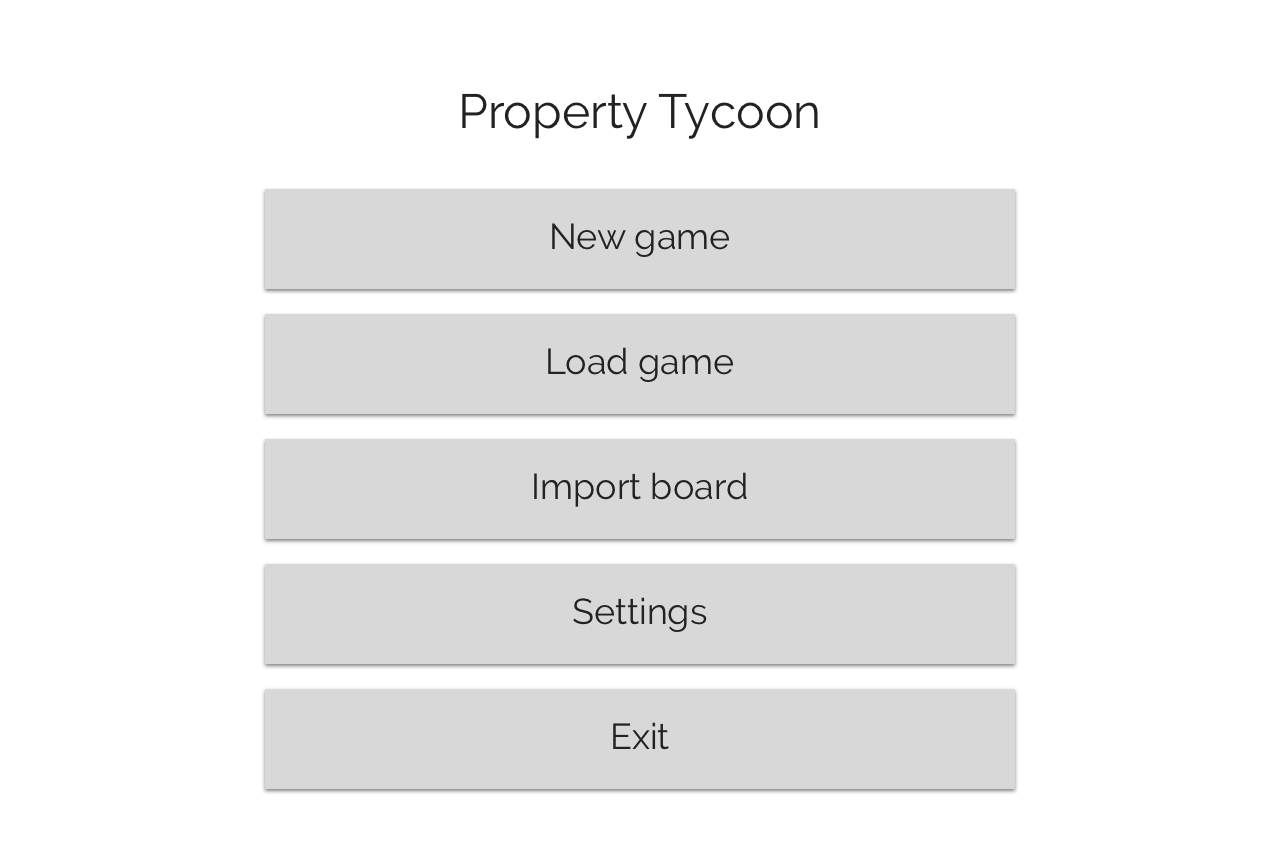 Property Tycoon
New game
Load game
Import board
Settings
Exit